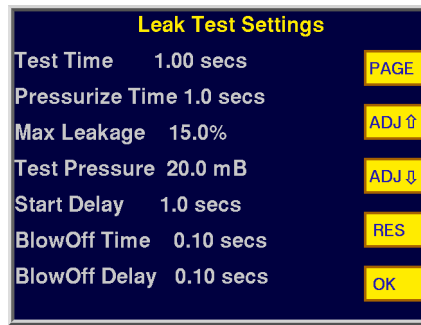 Leak Test Settings
Test Time 1.00 secs
PAGE
Pressurize Time 1.0 secs
Max Leakage 15.0%
ADJ⇧
Test Pressure 20.0 mB
ADJ⇩
Start Delay 1.0 secs
RES
BlowOff Time 0.10 secs
BlowOff Delay 0.10 secs
OK